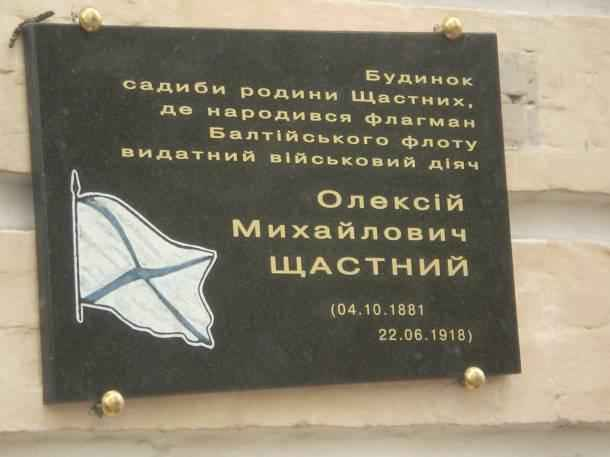 Будинок
садиби родини Щастних,
де народився флагман
Балтійського флоту
видатний військовий діяч
Олексій
Михайлович
ЩАСТНИЙ
(04.10.1881
22.06.1918)